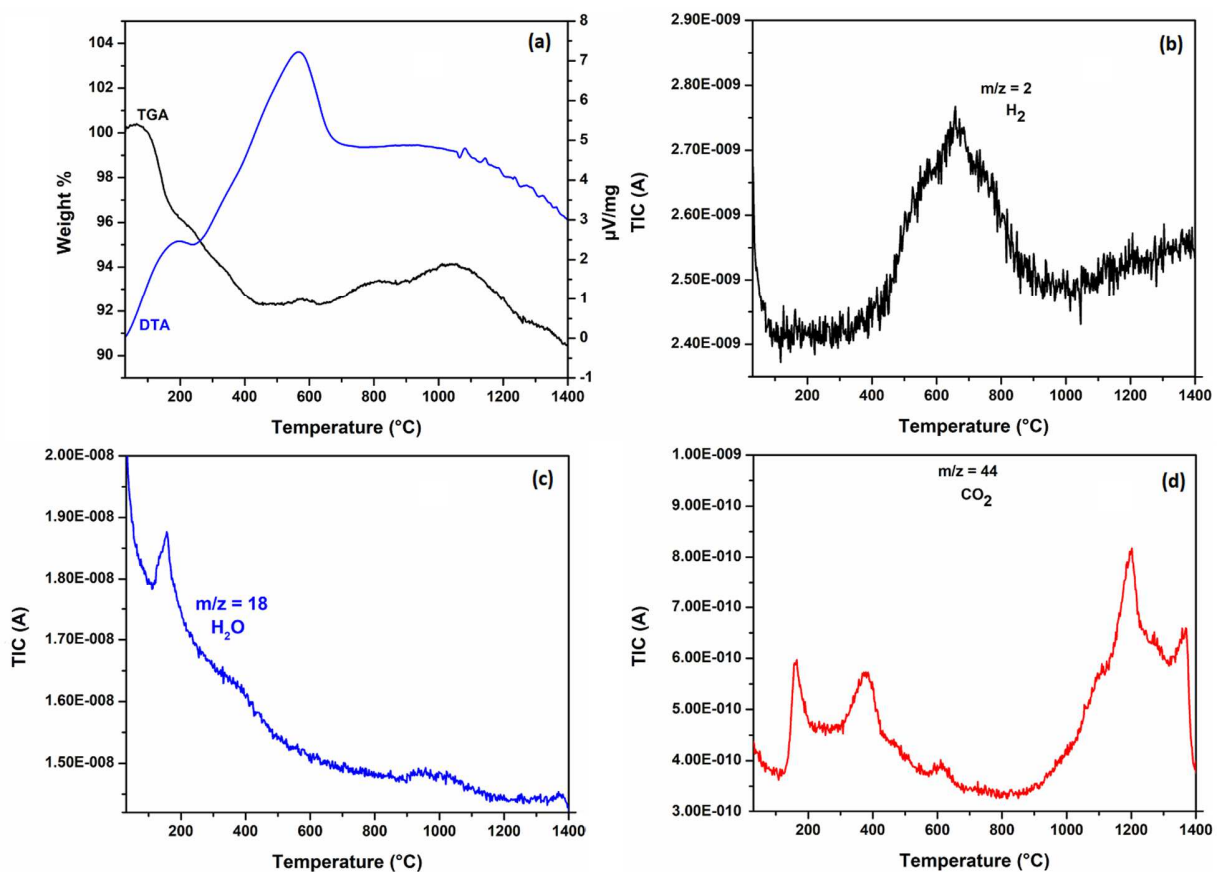 (a)
104
102
100
98
96
94
92
90
Weight %
TGA
DTA
8
7
6
5
4
3
2
1
0
-1
µV/mg
200 400 600 800 1000 1200 1400
Temperature (°C)
(b)
2.90E-009
2.80E-009
2.70E-009
2.60E-009
2.50E-009
2.40E-009
TIC (A)
m/z = 2
H2
200 400 600 800 1000 1200 1400
Temperature (°C)
(c)
2.00E-008
1.90E-008
1.80E-008
1.70E-008
1.60E-008
1.50E-008
TIC (A)
m/z = 18
H2O
200 400 600 800 1000 1200 1400
Temperature (°C)
(d)
1.00E-009
9.00E-010
8.00E-010
7.00E-010
6.00E-010
5.00E-010
4.00E-010
3.00E-010
TIC (A)
m/z = 44
CO2
200 400 600 800 1000 1200 1400
Temperature (°C)